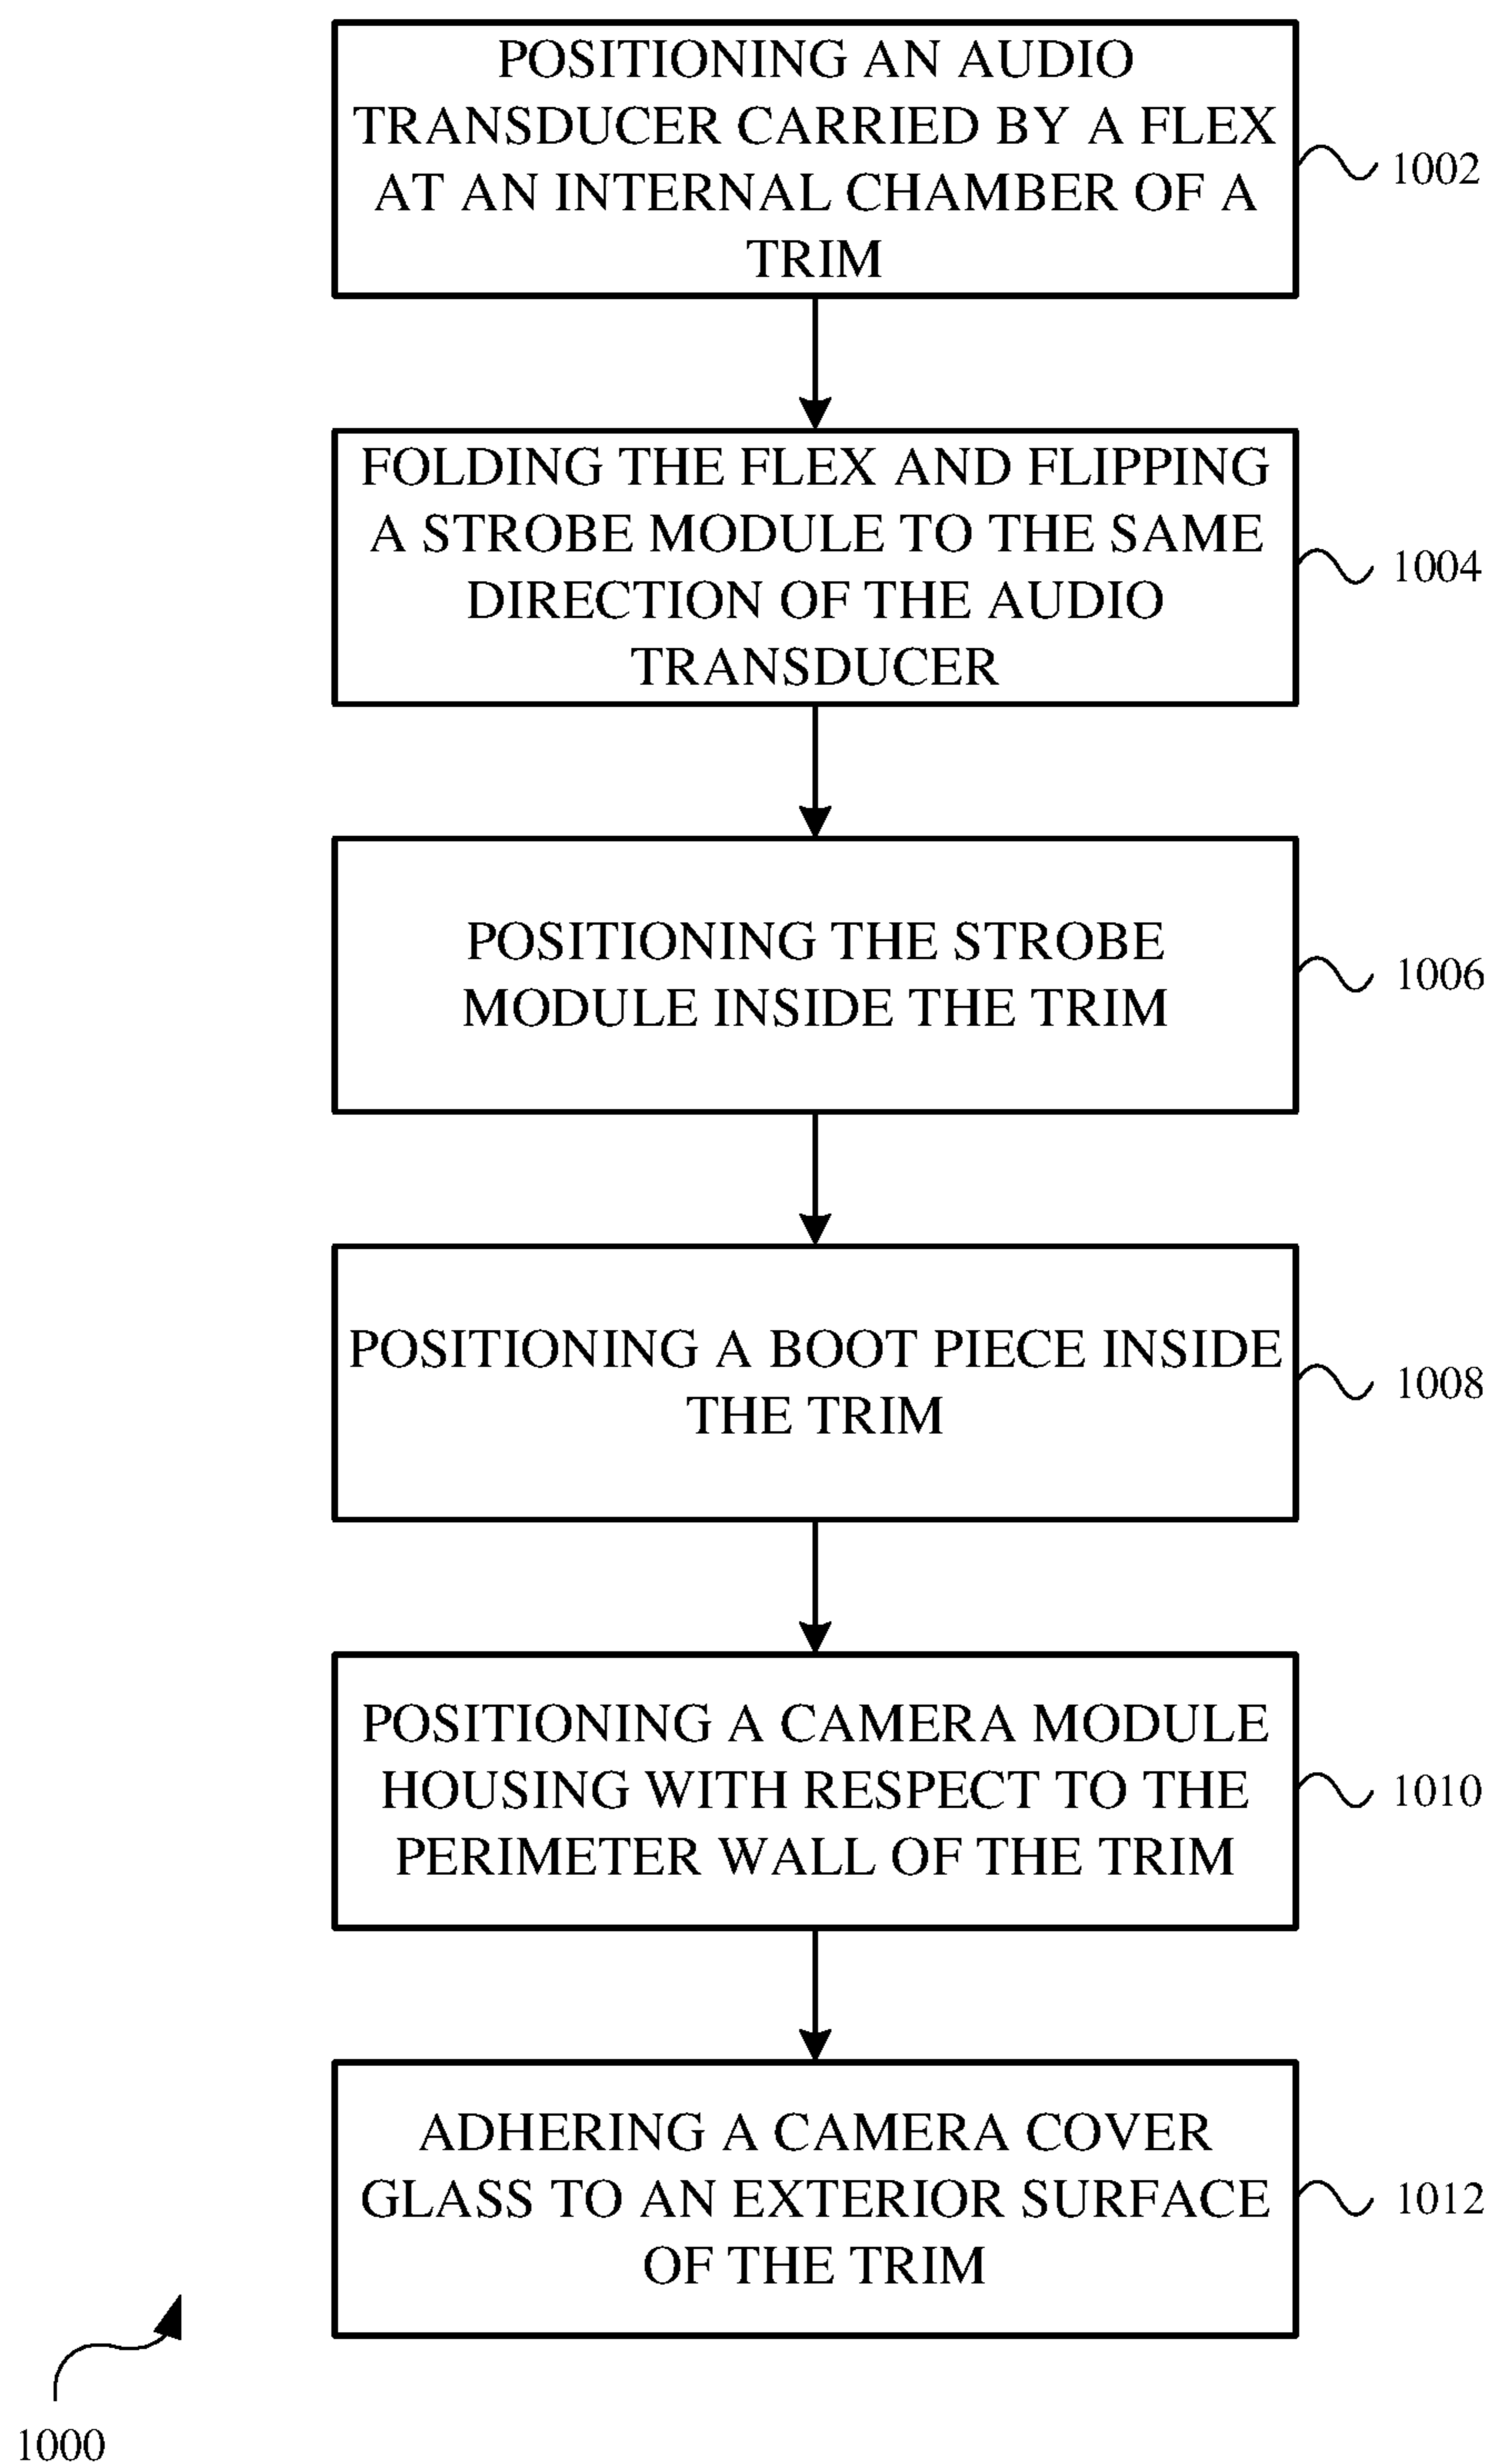 POSITIONING AN AUDIO
TRANSDUCER CARRIED BY A FLEX
AT AN INTERNAL CHAMBER OF A
TRIM
1002
FOLDING THE FLEX AND FLIPPING
A STROBE MODULE TO THE SAME
DIRECTION OF THE AUDIO
TRANSDUCER
1004
POSITIONING THE STROBE
MODULE INSIDE THE TRIM
1006
POSITIONING A BOOT PIECE INSIDE
THE TRIM
1008
POSITIONING A CAMERA MODULE
HOUSING WITH RESPECT TO THE
PERIMETER WALL OF THE TRIM
1010
ADHERING A CAMERA COVER
GLASS TO AN EXTERIOR SURFACE
OF THE TRIM
1012
1000